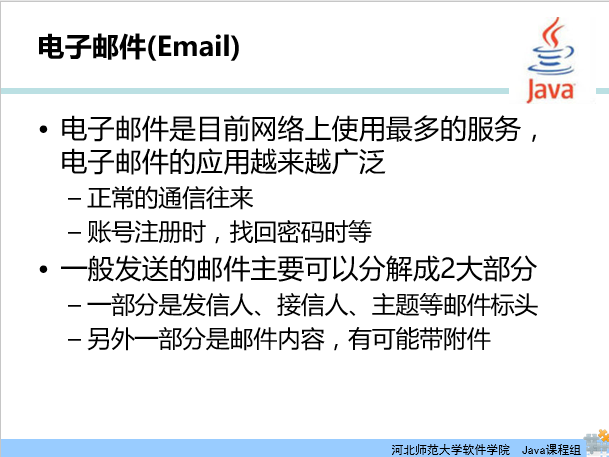 电子邮件(Email)
Java
• 电子邮件是目前网络上使用最多的服务，
电子邮件的应用越来越广泛
– 正常的通信往来
– 账号注册时，找回密码时等
• 一般发送的邮件主要可以分解成2大部分
– 一部分是发信人、接信人、主题等邮件标头
– 另外一部分是邮件内容，有可能带附件
河北师范大学软件学院 Java课程组